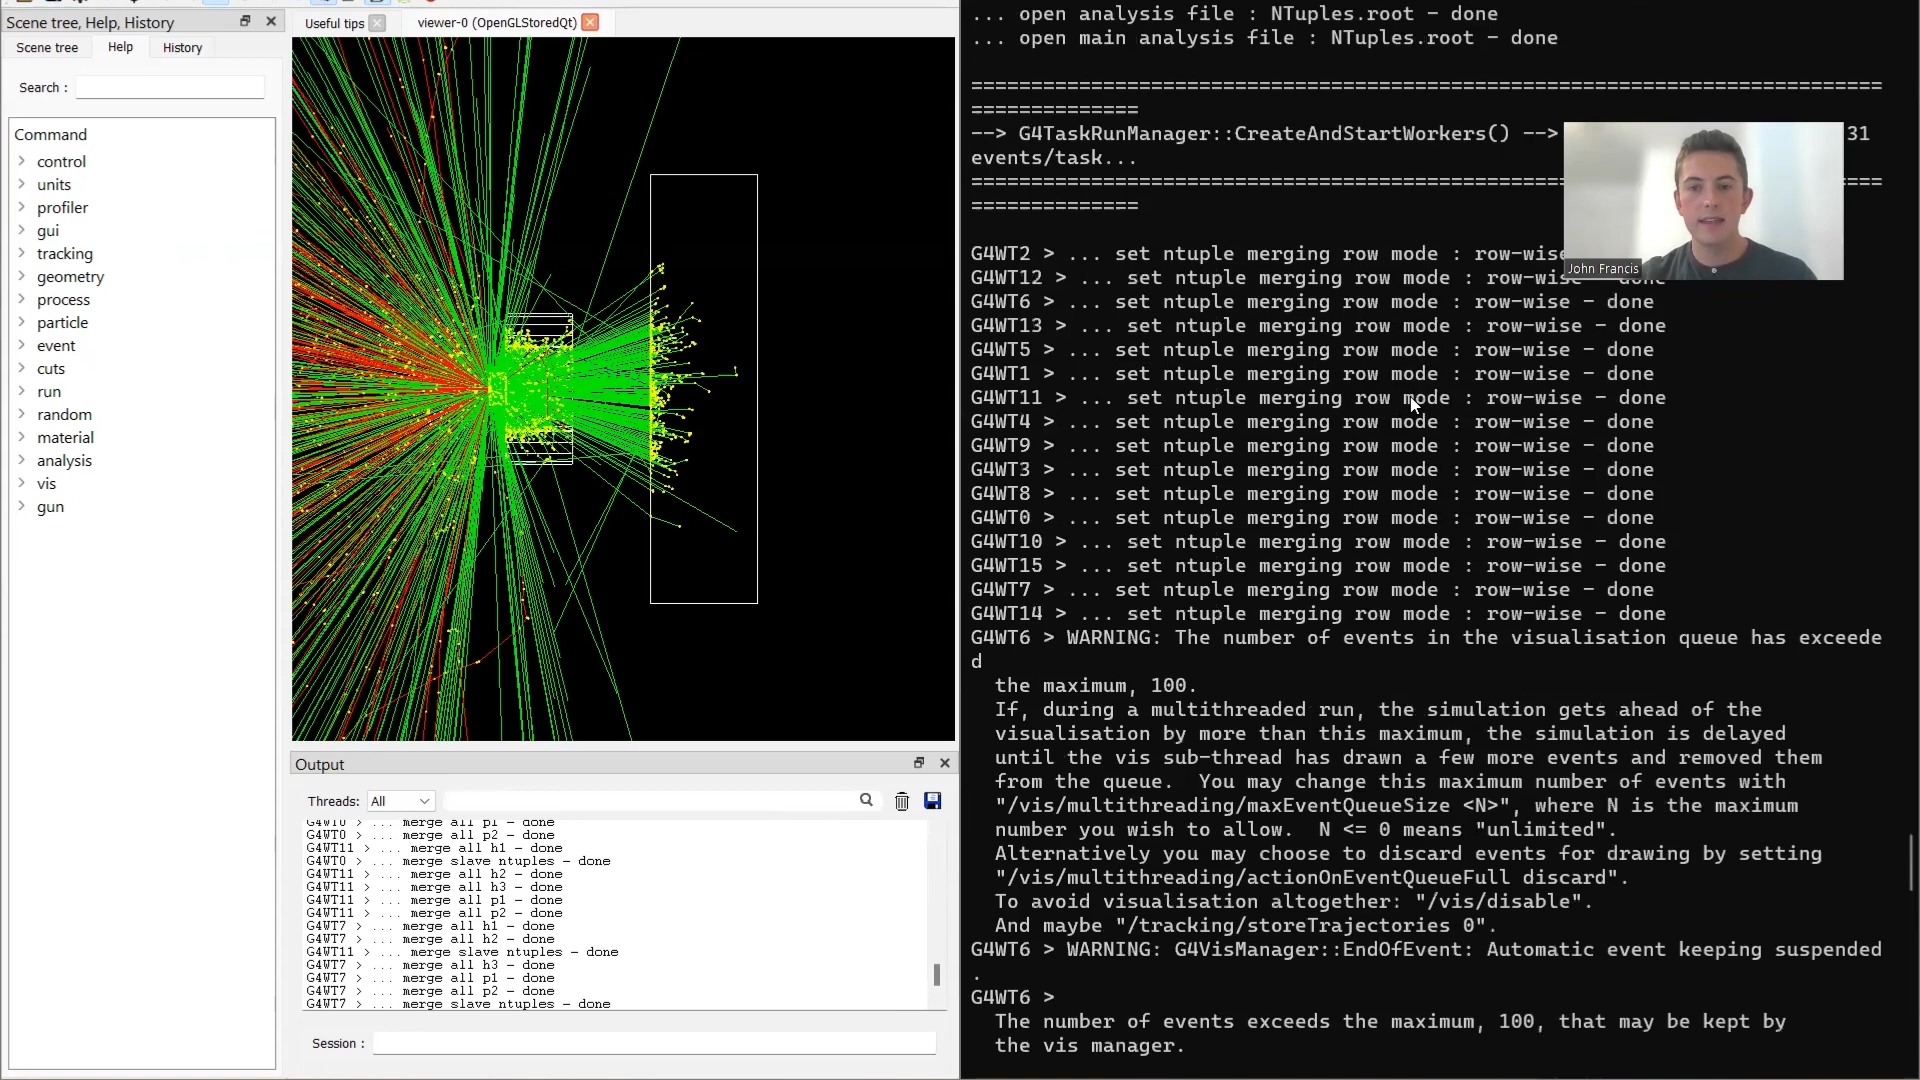 Scene tree, Help, History
Scene tree
Help
History
Search :
Command
control
units
profiler
gui
tracking
geometry
process
particle
event
cuts
run
random
material
analysis
vis
gun
Useful tips
viewer-0 (OpenGLStoredQt)
Output
Threads:
All
G4WT0 > ... merge all p1 - done
G4WT0 > ... merge all p2 - done
G4WT11 > ... merge all h1 - done
G4WT0 > ... merge slave ntuples - done
G4WT11 > ... merge all h2 - done
G4WT11 > ... merge all h3 - done
G4WT11 > ... merge all p1 - done
G4WT11 > ... merge all p2 - done
G4WT7 > ... merge all h1 - done
G4WT7 > ... merge all h2 - done
G4WT11 > ... merge slave ntuples - done
G4WT7 > ... merge all h3 - done
G4WT7 > ... merge all p1 - done
G4WT7 > ... merge all p2 - done
G4WT7 > ... merge slave ntuples - done
Session :
... open analysis file : NTuples.root - done
... open main analysis file : NTuples.root - done
============================================================================
==============
--> G4TaskRunManager::CreateAndStartWorkers() --> 31
events/task...
============================================================================
==============
G4WT2 > ... set ntuple merging row mode : row-wise
G4WT12 > ... set ntuple merging row mode : row-wise - done
G4WT6 > ... set ntuple merging row mode : row-wise - done
G4WT13 > ... set ntuple merging row mode : row-wise - done
G4WT5 > ... set ntuple merging row mode : row-wise - done
G4WT1 > ... set ntuple merging row mode : row-wise - done
G4WT11 > ... set ntuple merging row mode : row-wise - done
G4WT4 > ... set ntuple merging row mode : row-wise - done
G4WT9 > ... set ntuple merging row mode : row-wise - done
G4WT3 > ... set ntuple merging row mode : row-wise - done
G4WT8 > ... set ntuple merging row mode : row-wise - done
G4WT0 > ... set ntuple merging row mode : row-wise - done
G4WT10 > ... set ntuple merging row mode : row-wise - done
G4WT15 > ... set ntuple merging row mode : row-wise - done
G4WT7 > ... set ntuple merging row mode : row-wise - done
G4WT14 > ... set ntuple merging row mode : row-wise - done
G4WT6 > WARNING: The number of events in the visualisation queue has exceede
d
the maximum, 100.
If, during a multithreaded run, the simulation gets ahead of the
visualisation by more than this maximum, the simulation is delayed
until the vis sub-thread has drawn a few more events and removed them
from the queue.  You may change this maximum number of events with
"/vis/multithreading/maxEventQueueSize <N>", where N is the maximum
number you wish to allow.  N <= 0 means "unlimited".
Alternatively you may choose to discard events for drawing by setting
"/vis/multithreading/actionOnEventQueueFull discard".
To avoid visualisation altogether: "/vis/disable".
And maybe "/tracking/storeTrajectories 0".
G4WT6 > WARNING: G4VisManager::EndOfEvent: Automatic event keeping suspended
.
G4WT6 >
The number of events exceeds the maximum, 100, that may be kept by
the vis manager.
John Francis